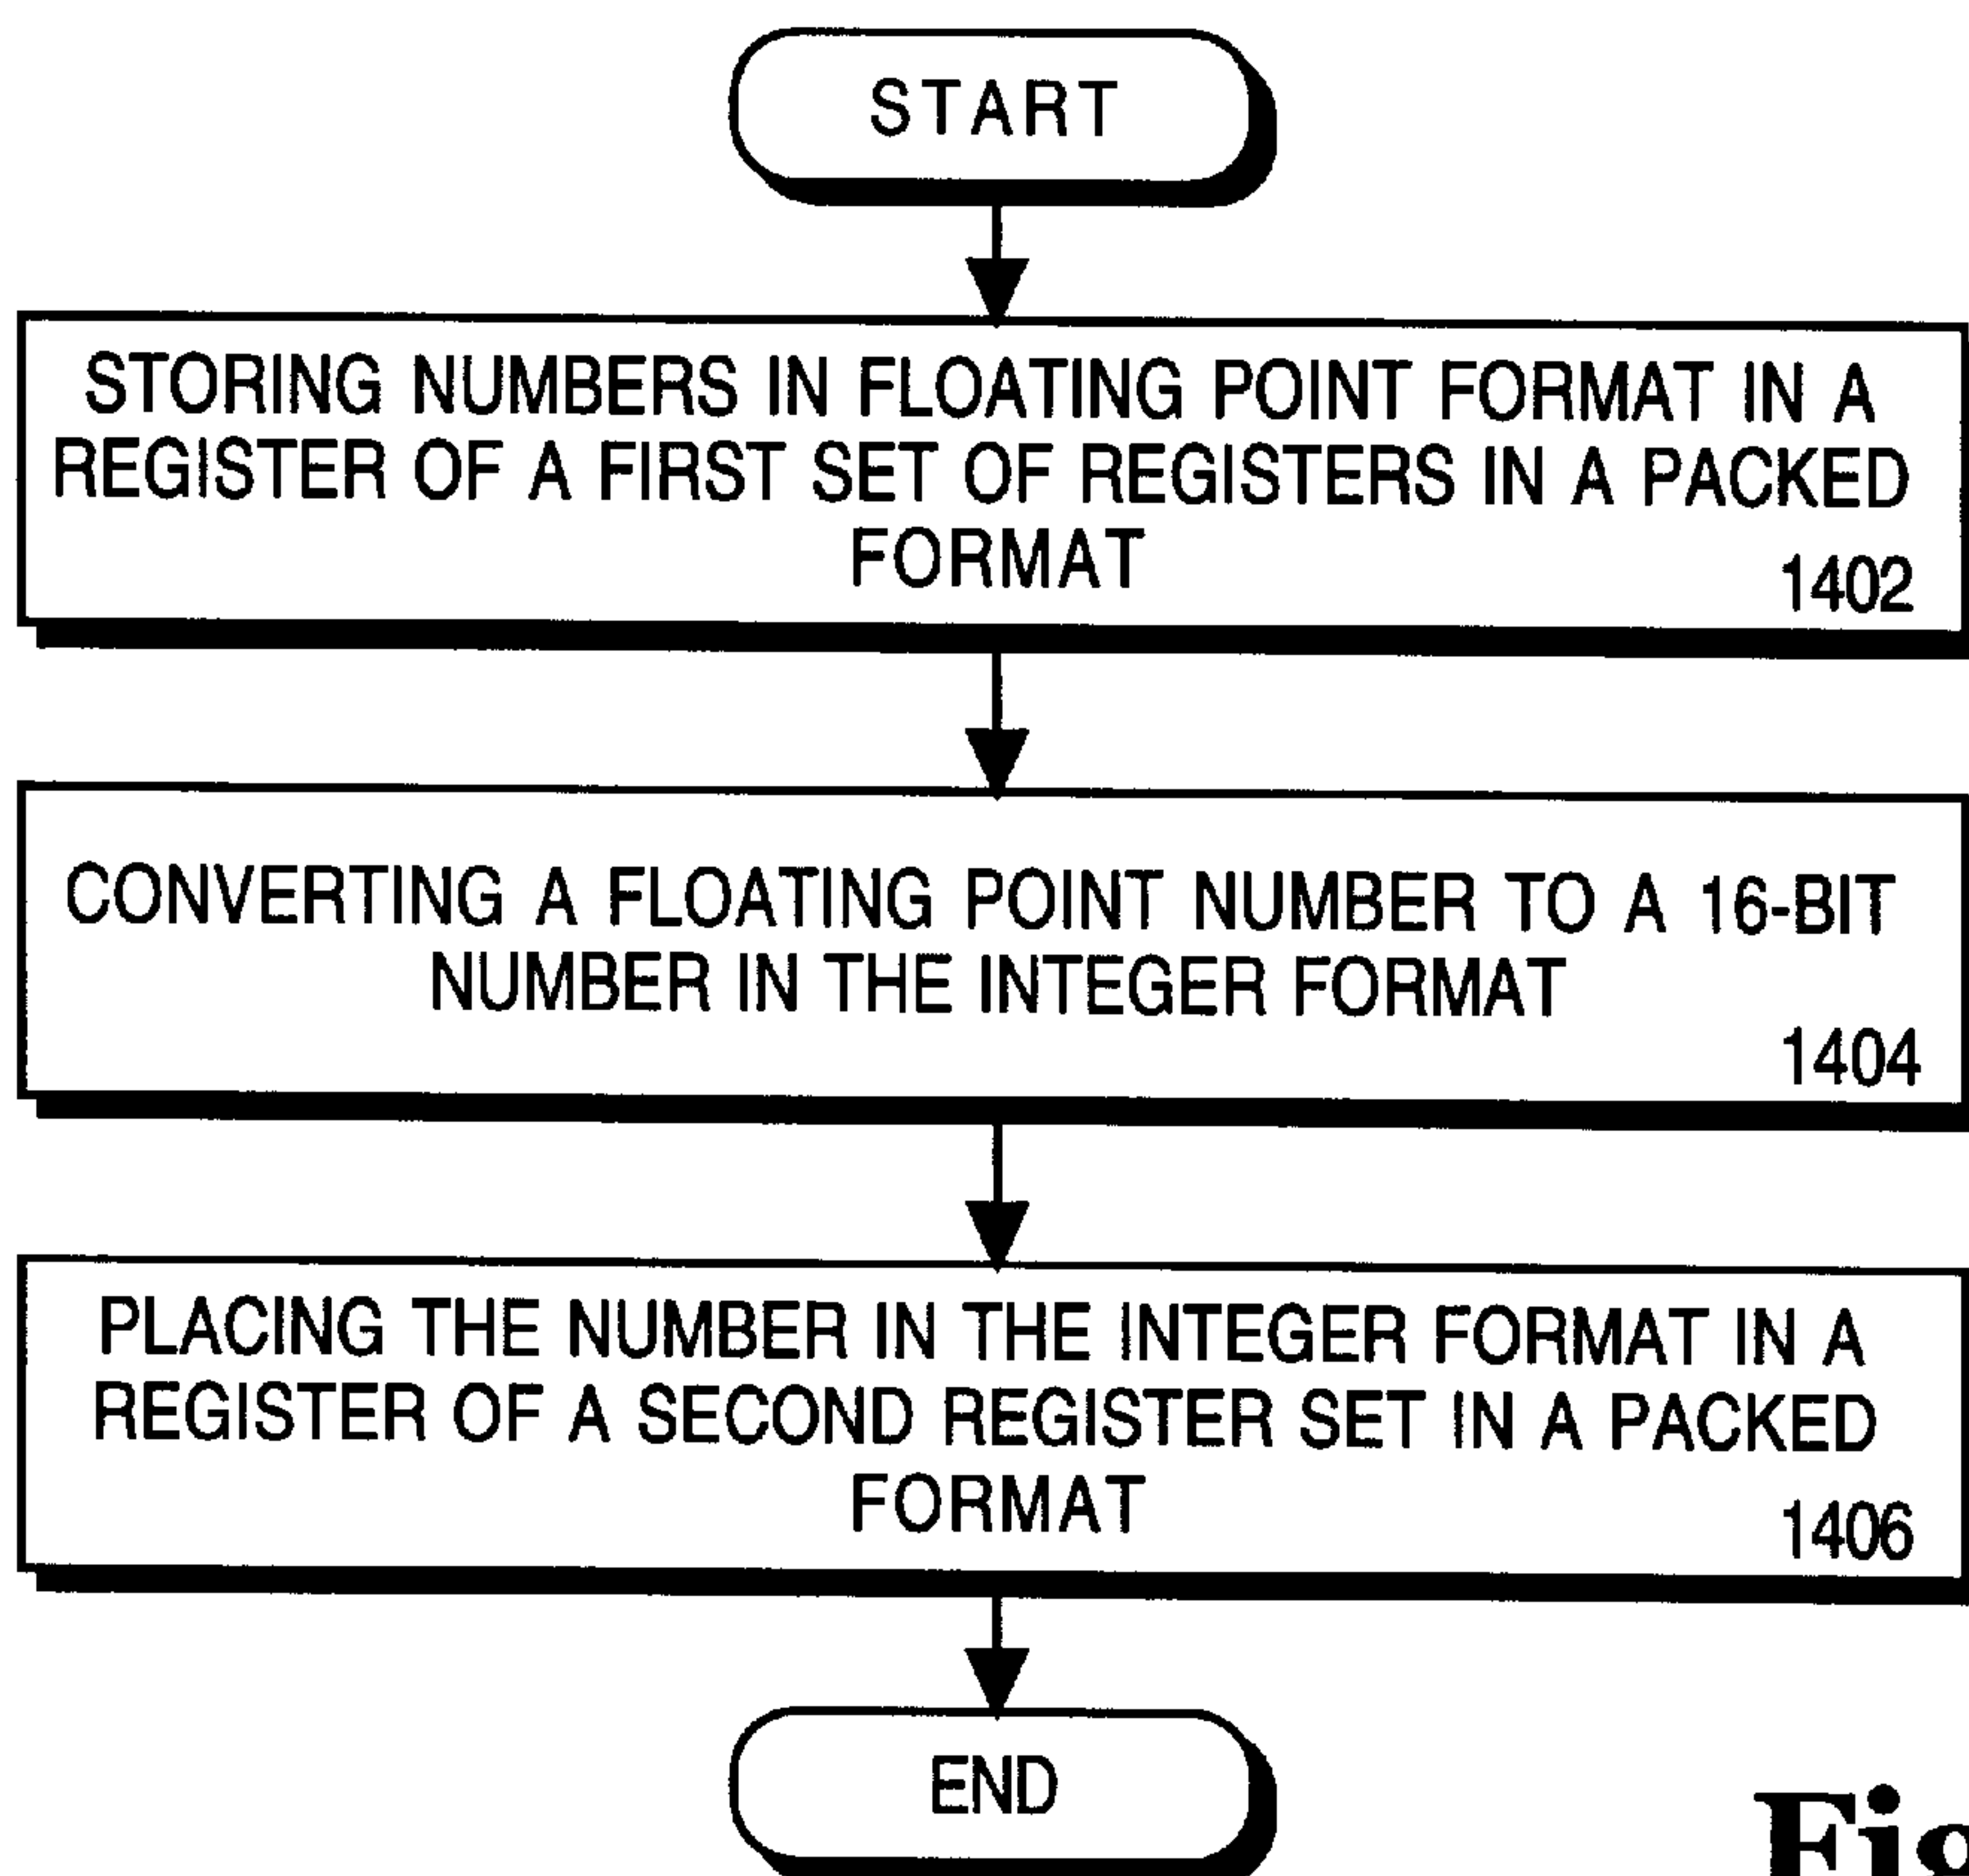 START
STORING NUMBERS IN FLOATING POINT FORMAT IN A
REGISTER OF A FIRST SET OF REGISTERS IN A PACKED
FORMAT
1402
CONVERTING A FLOATING POINT NUMBER TO A 16-BIT
NUMBER IN THE INTEGER FORMAT
1404
PLACING THE NUMBER IN THE INTEGER FORMAT IN A
REGISTER OF A SECOND REGISTER SET IN A PACKED
FORMAT
1406
END